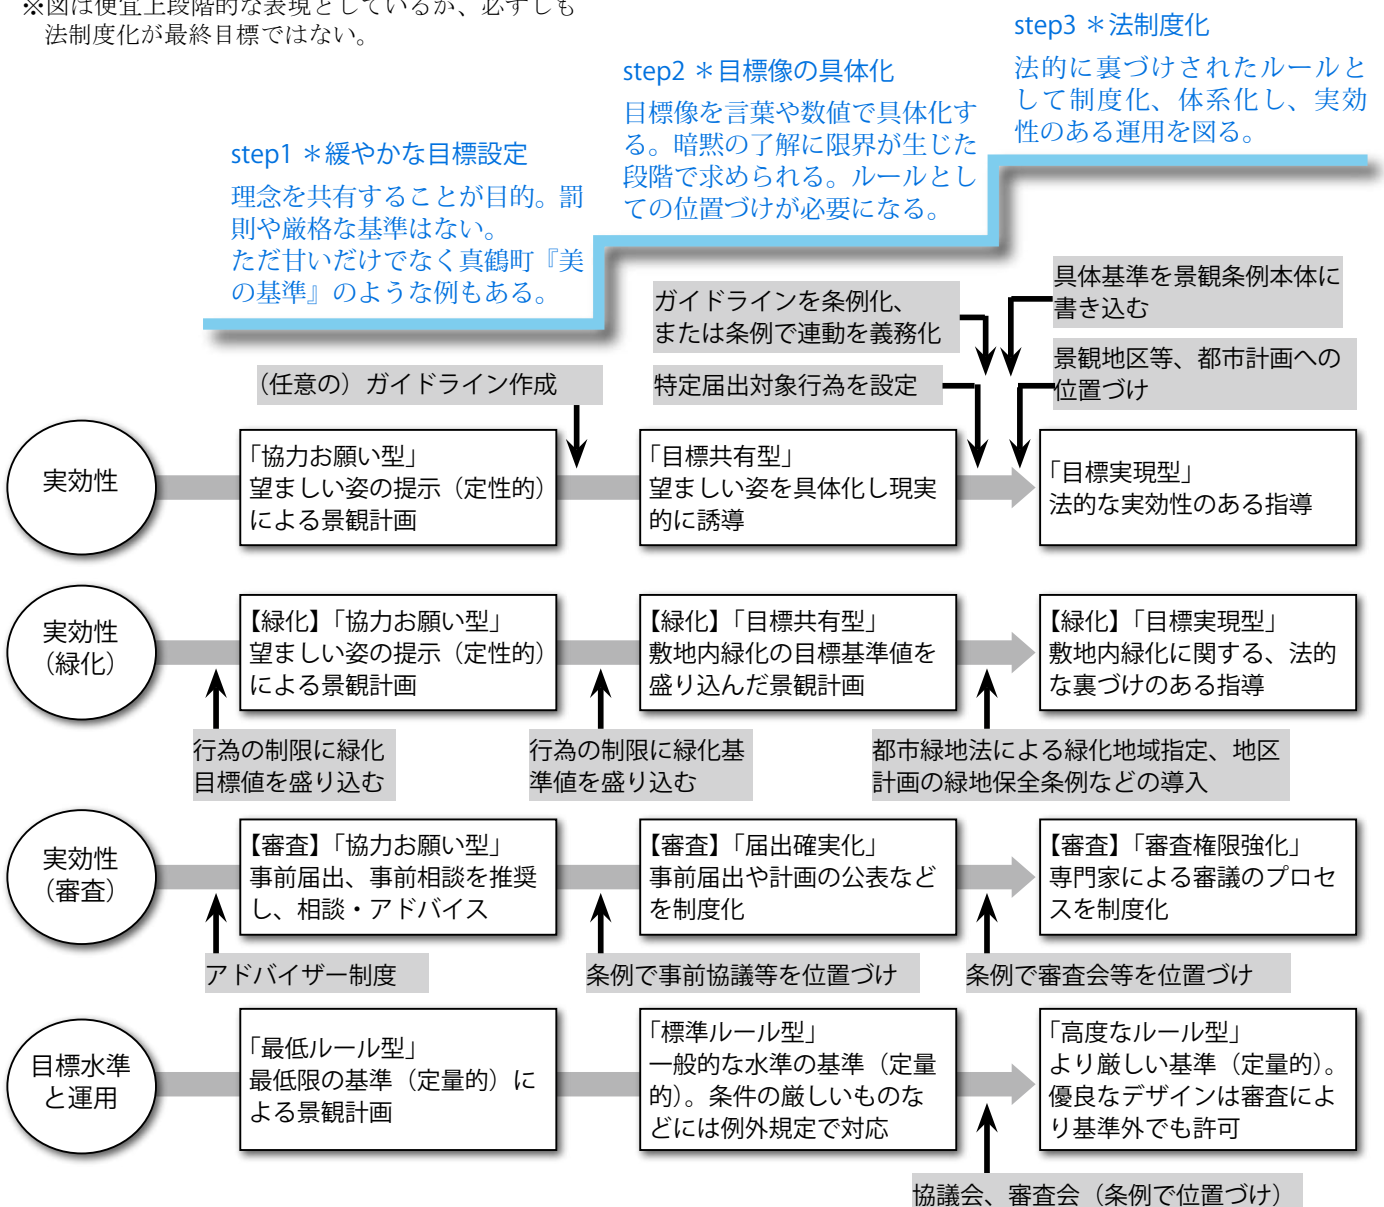 ※図は便宜上段階的な表現としているが、必ずしも
法制度化が最終目標ではない。
step1 ＊緩やかな目標設定
理念を共有することが目的。罰
則や厳格な基準はない。
ただ甘いだけでなく真鶴町『美
の基準』のような例もある。
step2 ＊目標像の具体化
目標像を言葉や数値で具体化す
る。暗黙の了解に限界が生じた
段階で求められる。ルールとし
ての位置づけが必要になる。
step3 ＊法制度化
法的に裏づけされたルールと
して制度化、体系化し、実効
性のある運用を図る。
（任意の）ガイドライン作成
ガイドラインを条例化、
または条例で連動を義務化
特定届出対象行為を設定
具体基準を景観条例本体に
書き込む
景観地区等、都市計画への
位置づけ
実効性
「協力お願い型」
望ましい姿の提示（定性的）
による景観計画
「目標共有型」
望ましい姿を具体化し現実
的に誘導
「目標実現型」
法的な実効性のある指導
実効性
（緑化）
【緑化】「協力お願い型」
望ましい姿の提示（定性的）
による景観計画
【緑化】「目標共有型」
敷地内緑化の目標基準値を
盛り込んだ景観計画
【緑化】「目標実現型」
敷地内緑化に関する、法的
な裏づけのある指導
行為の制限に緑化
目標値を盛り込む
行為の制限に緑化基
準値を盛り込む
都市緑地法による緑化地域指定、地区
計画の緑地保全条例などの導入
実効性
（審査）
【審査】「協力お願い型」
事前届出、事前相談を推奨
し、相談・アドバイス
【審査】「届出確実化」
事前届出や計画の公表など
を制度化
【審査】「審査権限強化」
専門家による審議のプロセ
スを制度化
アドバイザー制度
条例で事前協議等を位置づけ
条例で審査会等を位置づけ
目標水準
と運用
「最低ルール型」
最低限の基準（定量的）に
よる景観計画
「標準ルール型」
一般的な水準の基準（定量
的）。条件の厳しいものな
どには例外規定で対応
「高度なルール型」
より厳しい基準（定量的）。
優良なデザインは審査によ
り基準外でも許可
協議会、審査会（条例で位置づけ）